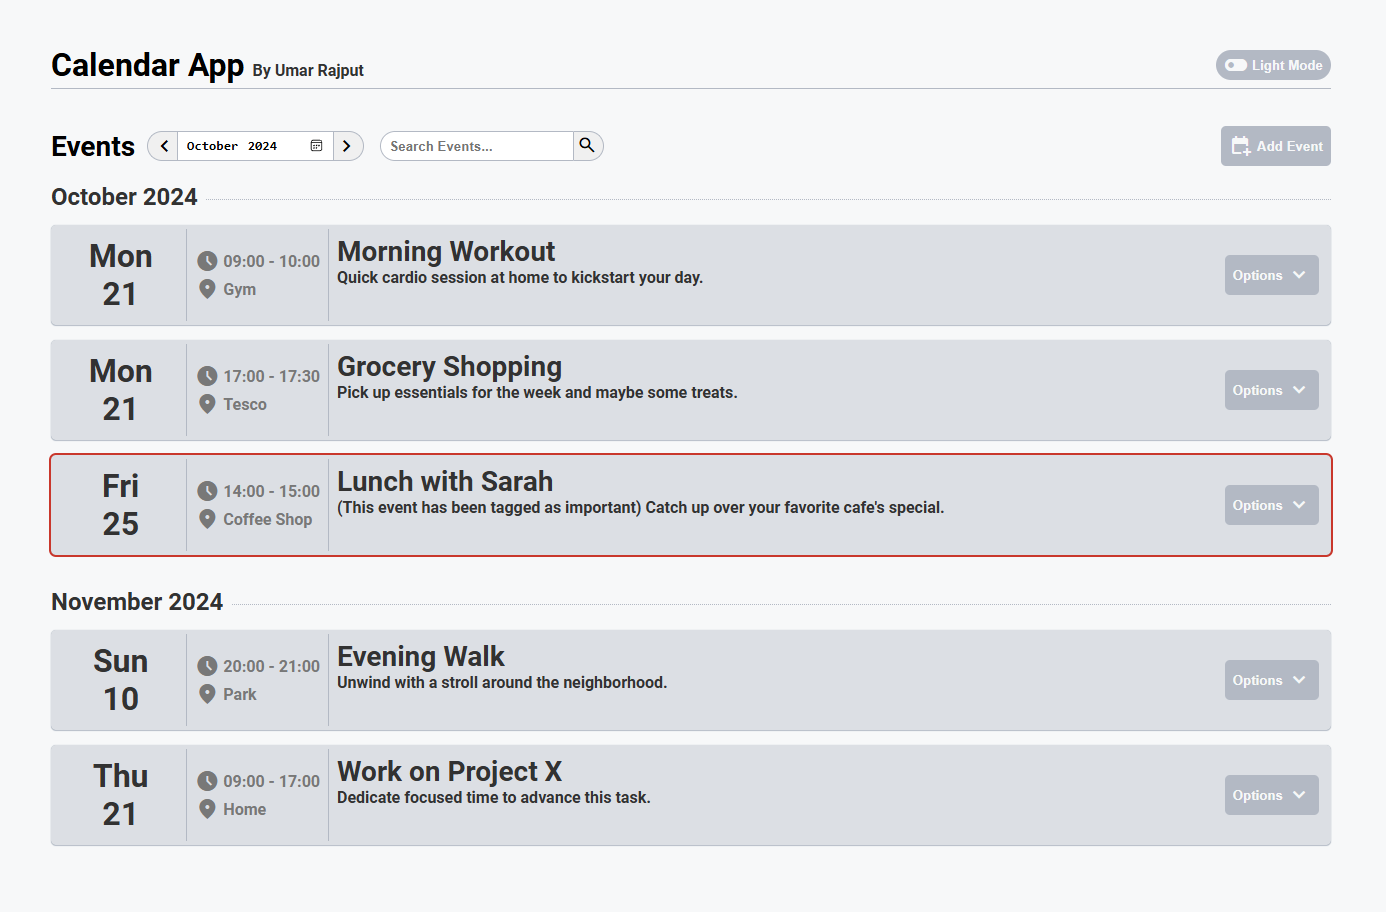 Calendar App By Umar Rajput
Light Mode
Events
October 2024
Search Events...
Add Event
October 2024
Mon
21
09:00 - 10:00
Gym
Morning Workout
Quick cardio session at home to kickstart your day.
Options
Mon
21
17:00 - 17:30
Tesco
Grocery Shopping
Pick up essentials for the week and maybe some treats.
Options
Fri
25
14:00 - 15:00
Coffee Shop
Lunch with Sarah
(This event has been tagged as important) Catch up over your favorite cafe's special.
Options
November 2024
Sun
10
20:00 - 21:00
Park
Evening Walk
Unwind with a stroll around the neighborhood.
Options
Thu
21
09:00 - 17:00
Home
Work on Project X
Dedicate focused time to advance this task.
Options